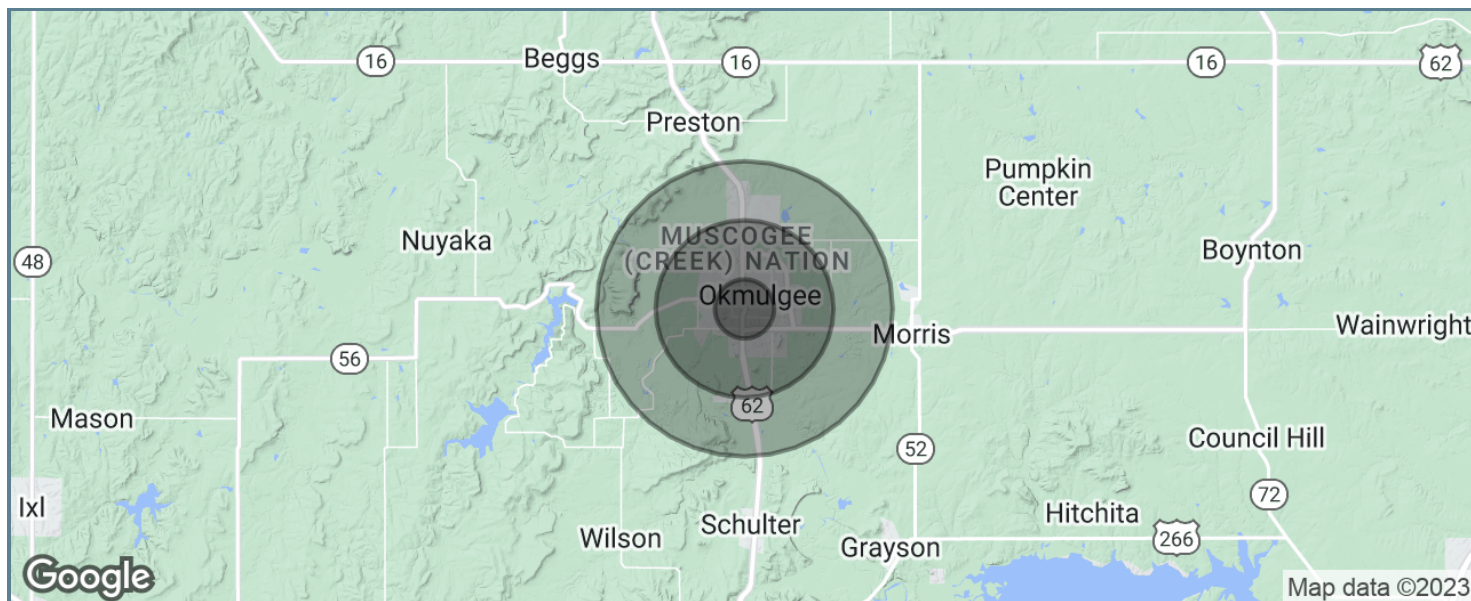 16
Beggs
16
16
62
Preston
Pumpkin
Center
MUSCOGEE
(CREEK) NATION
Nuyaka
Boynton
48
Okmulgee
Morris
Wainwright
56
62
Mason
Council Hill
52
72
Ixl
Hitchita
Schulter
Wilson
Grayson
266
Google
Map data ©2023